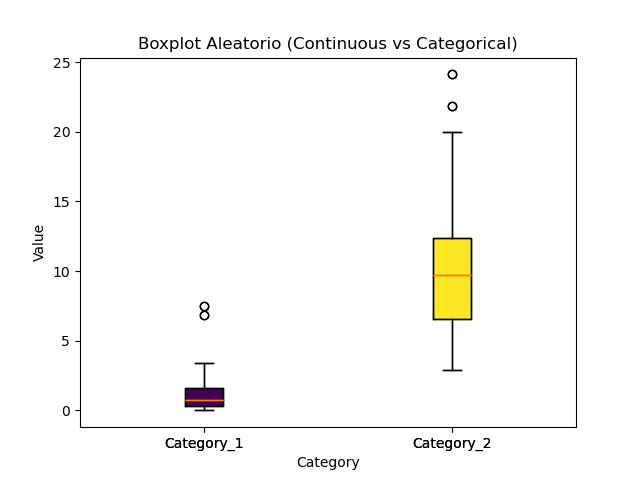 Boxplot Aleatorio (Continuous vs Categorical)
25
20
15
10
5
0
Value
Category_1
Category_2
Category